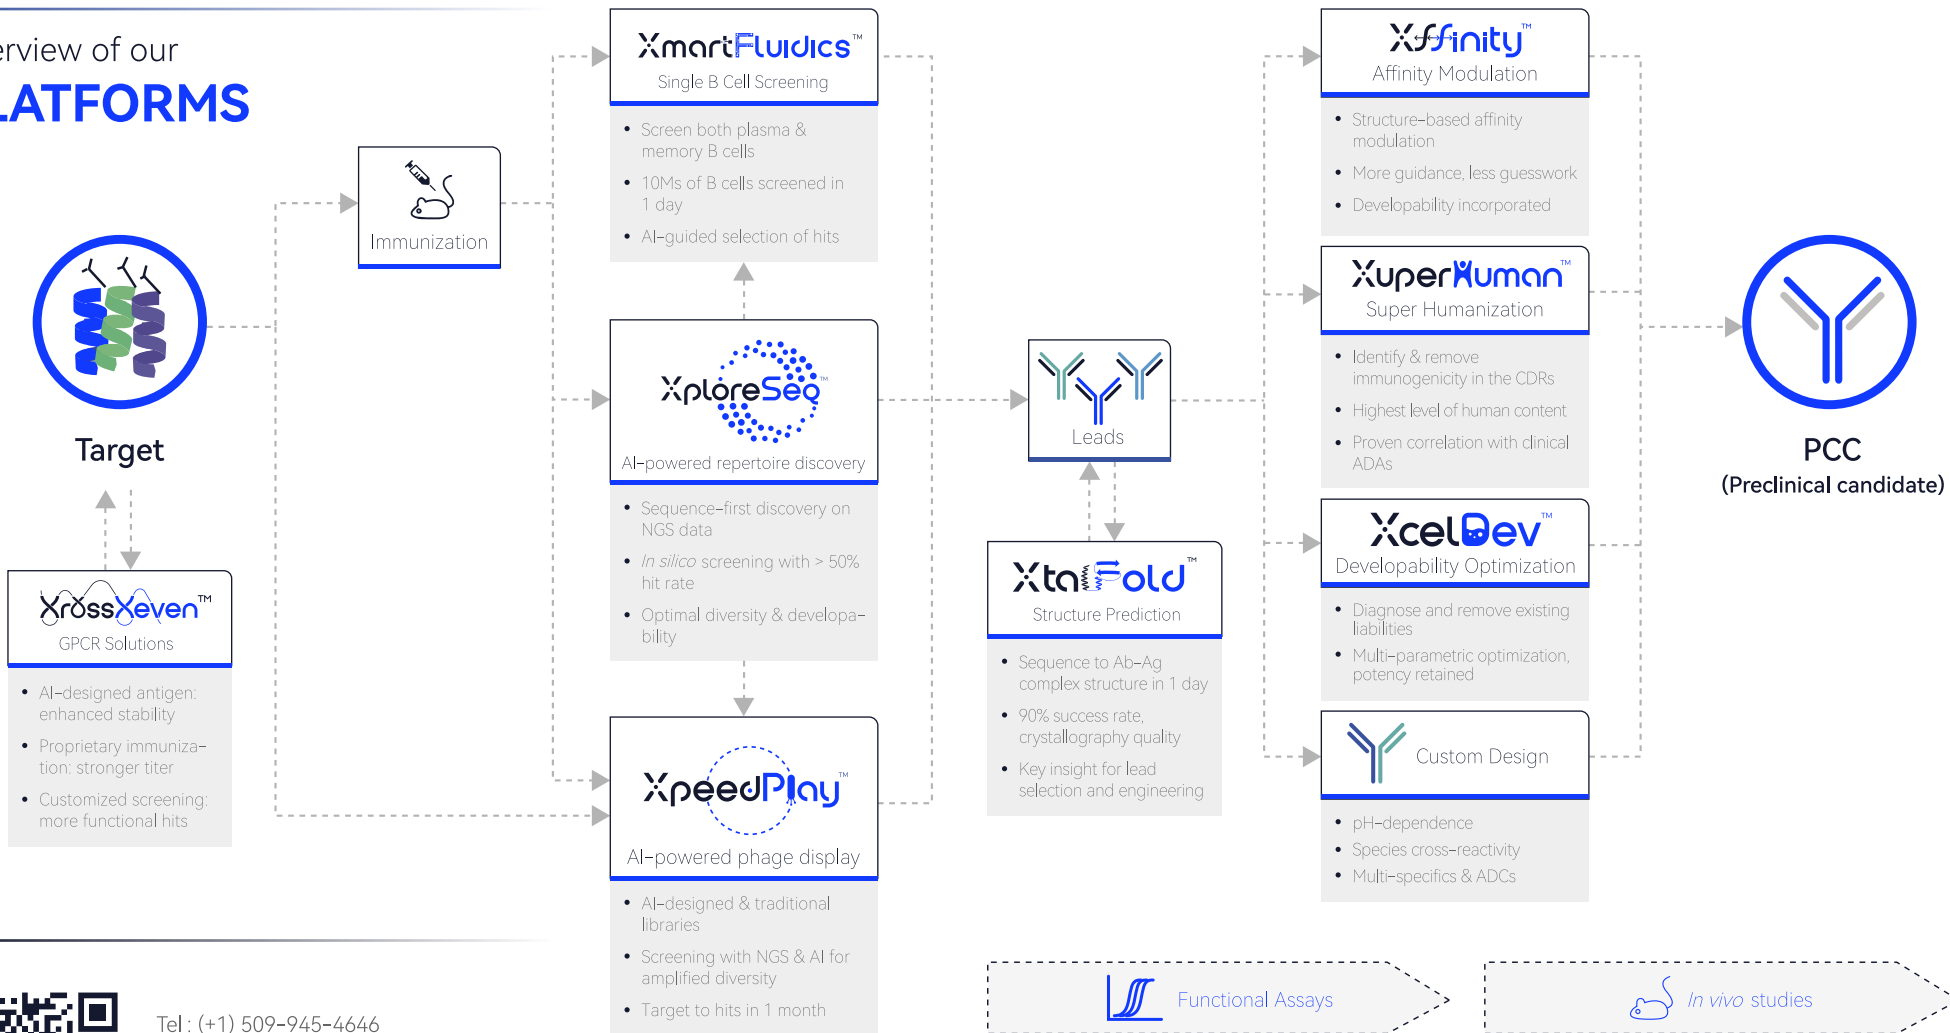 erview of our
LATFORMS
Target
XrossXeven™
GPCR Solutions
• AI-designed antigen:
enhanced stability
• Proprietary immuniza-
tion: stronger titer
• Customized screening:
more functional hits
Tel : (+1) 509-945-4646
Immunization
XmartFluidics™
Single B Cell Screening
• Screen both plasma &
memory B cells
• 10Ms of B cells screened in
1 day
• AI-guided selection of hits
XploreSeq™
AI-powered repertoire discovery
• Sequence-first discovery on
NGS data
• In silico screening with > 50%
hit rate
• Optimal diversity & developa-
bility
XpeedPlay™
AI-powered phage display
• AI-designed & traditional
libraries
• Screening with NGS & AI for
amplified diversity
• Target to hits in 1 month
Leads
XtalFold™
Structure Prediction
• Sequence to Ab-Ag
complex structure in 1 day
• 90% success rate,
crystallography quality
• Key insight for lead
selection and engineering
Xffinity™
Affinity Modulation
• Structure-based affinity
modulation
• More guidance, less guesswork
• Developability incorporated
XuperHuman™
Super Humanization
• Identify & remove
immunogenicity in the CDRs
• Highest level of human content
• Proven correlation with clinical
ADAs
XcelDev™
Developability Optimization
• Diagnose and remove existing
liabilities
• Multi-parametric optimization,
potency retained
Custom Design
• pH-dependence
• Species cross-reactivity
• Multi-specifics & ADCs
PCC
(Preclinical candidate)
Functional Assays
In vivo studies